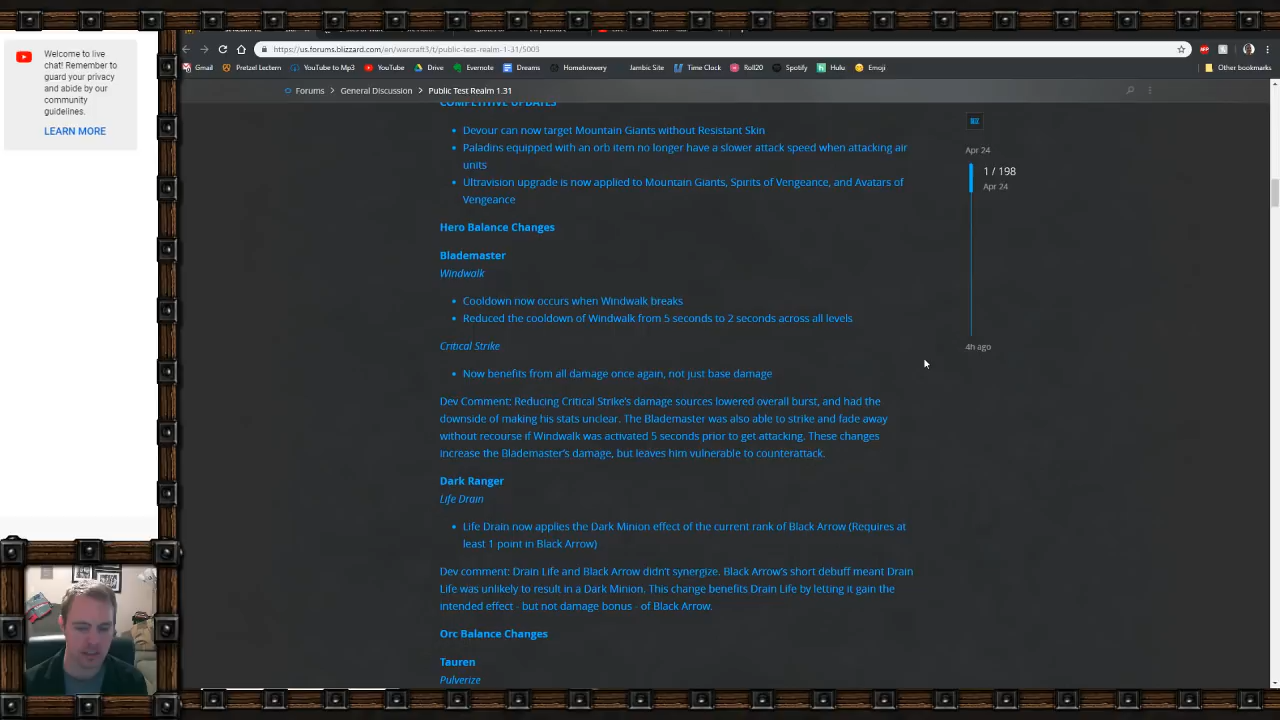 Welcome to live
chat! Remember to
guard your privacy
and abide by our
community
guidelines.
LEARN MORE
https://us.forums.blizzard.com/en/warcraft3/t/public-test-realm-1-31/5003
Gmail
Pretzel Lectern
YouTube to Mp3
YouTube
Drive
Evernote
Dreams
Homebrewery
Jambic Site
Time Clock
Roll20
Spotify
Hulu
Emoji
Other bookmarks
Forums
General Discussion
Public Test Realm 1.31
COMPETITIVE UPDATES
• Devour can now target Mountain Giants without Resistant Skin
• Paladins equipped with an orb item no longer have a slower attack speed when attacking air
units
• Ultravision upgrade is now applied to Mountain Giants, Spirits of Vengeance, and Avatars of
Vengeance
Hero Balance Changes
Blademaster
Windwalk
• Cooldown now occurs when Windwalk breaks
• Reduced the cooldown of Windwalk from 5 seconds to 2 seconds across all levels
Critical Strike
• Now benefits from all damage once again, not just base damage
Dev Comment: Reducing Critical Strike's damage sources lowered overall burst, and had the
downside of making his stats unclear. The Blademaster was also able to strike and fade away
without recourse if Windwalk was activated 5 seconds prior to get attacking. These changes
increase the Blademaster's damage, but leaves him vulnerable to counterattack.
Dark Ranger
Life Drain
• Life Drain now applies the Dark Minion effect of the current rank of Black Arrow (Requires at
least 1 point in Black Arrow)
Dev comment: Drain Life and Black Arrow didn't synergize. Black Arrow's short debuff meant Drain
Life was unlikely to result in a Dark Minion. This change benefits Drain Life by letting it gain the
intended effect - but not damage bonus - of Black Arrow.
Orc Balance Changes
Tauren
Pulverize
Apr 24
1 / 198
Apr 24
4h ago